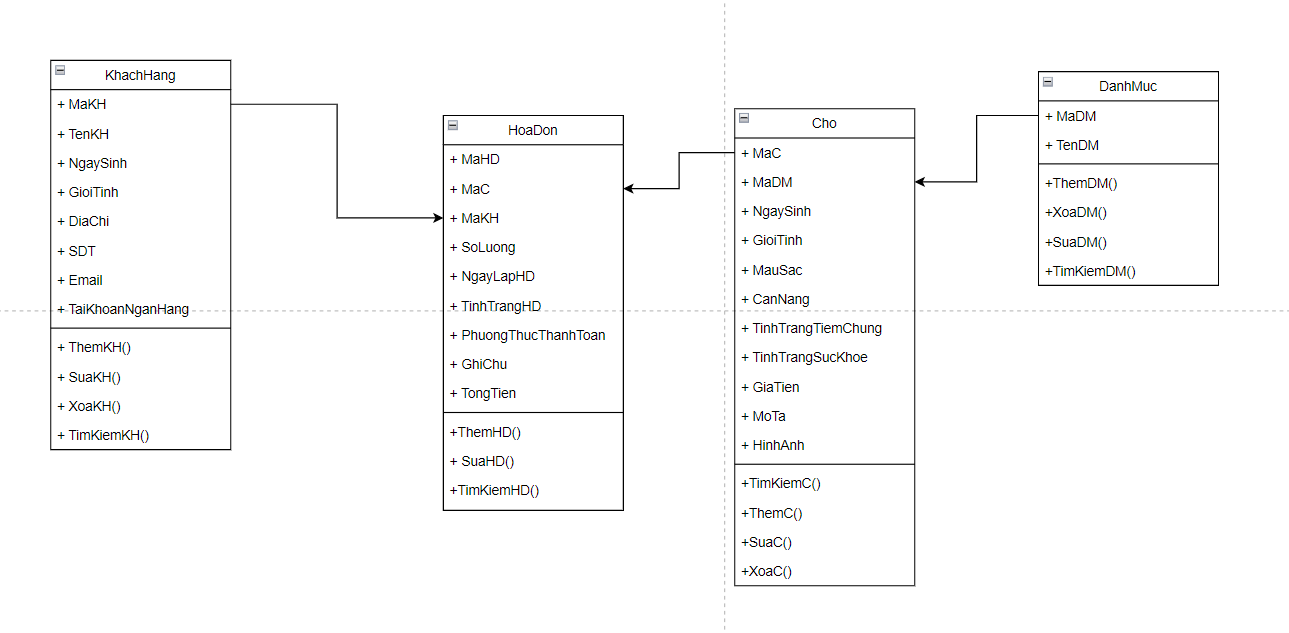 KhachHang
+ MaKH
+ TenKH
+ NgaySinh
+ GioiTinh
+ DiaChi
+ SDT
+ Email
+ TaiKhoanNganHang
+ ThemKH()
+ SuaKH()
+ XoaKH()
+ TimKiemKH()
HoaDon
+ MaHD
+ MaC
+ MaKH
+ SoLuong
+ NgayLapHD
+ TinhTrangHD
+ PhuongThucThanhToan
+ GhiChu
+ TongTien
+ThemHD()
+ SuaHD()
+TimKiemHD()
Cho
+ MaC
+ MaDM
+ NgaySinh
+ GioiTinh
+ MauSac
+ CanNang
+ TinhTrangTiemChung
+ TinhTrangSucKhoe
+ GiaTien
+ MoTa
+ HinhAnh
+TimKiemC()
+ThemC()
+SuaC()
+XoaC()
DanhMuc
+ MaDM
+ TenDM
+ThemDM()
+XoaDM()
+SuaDM()
+TimKiemDM()